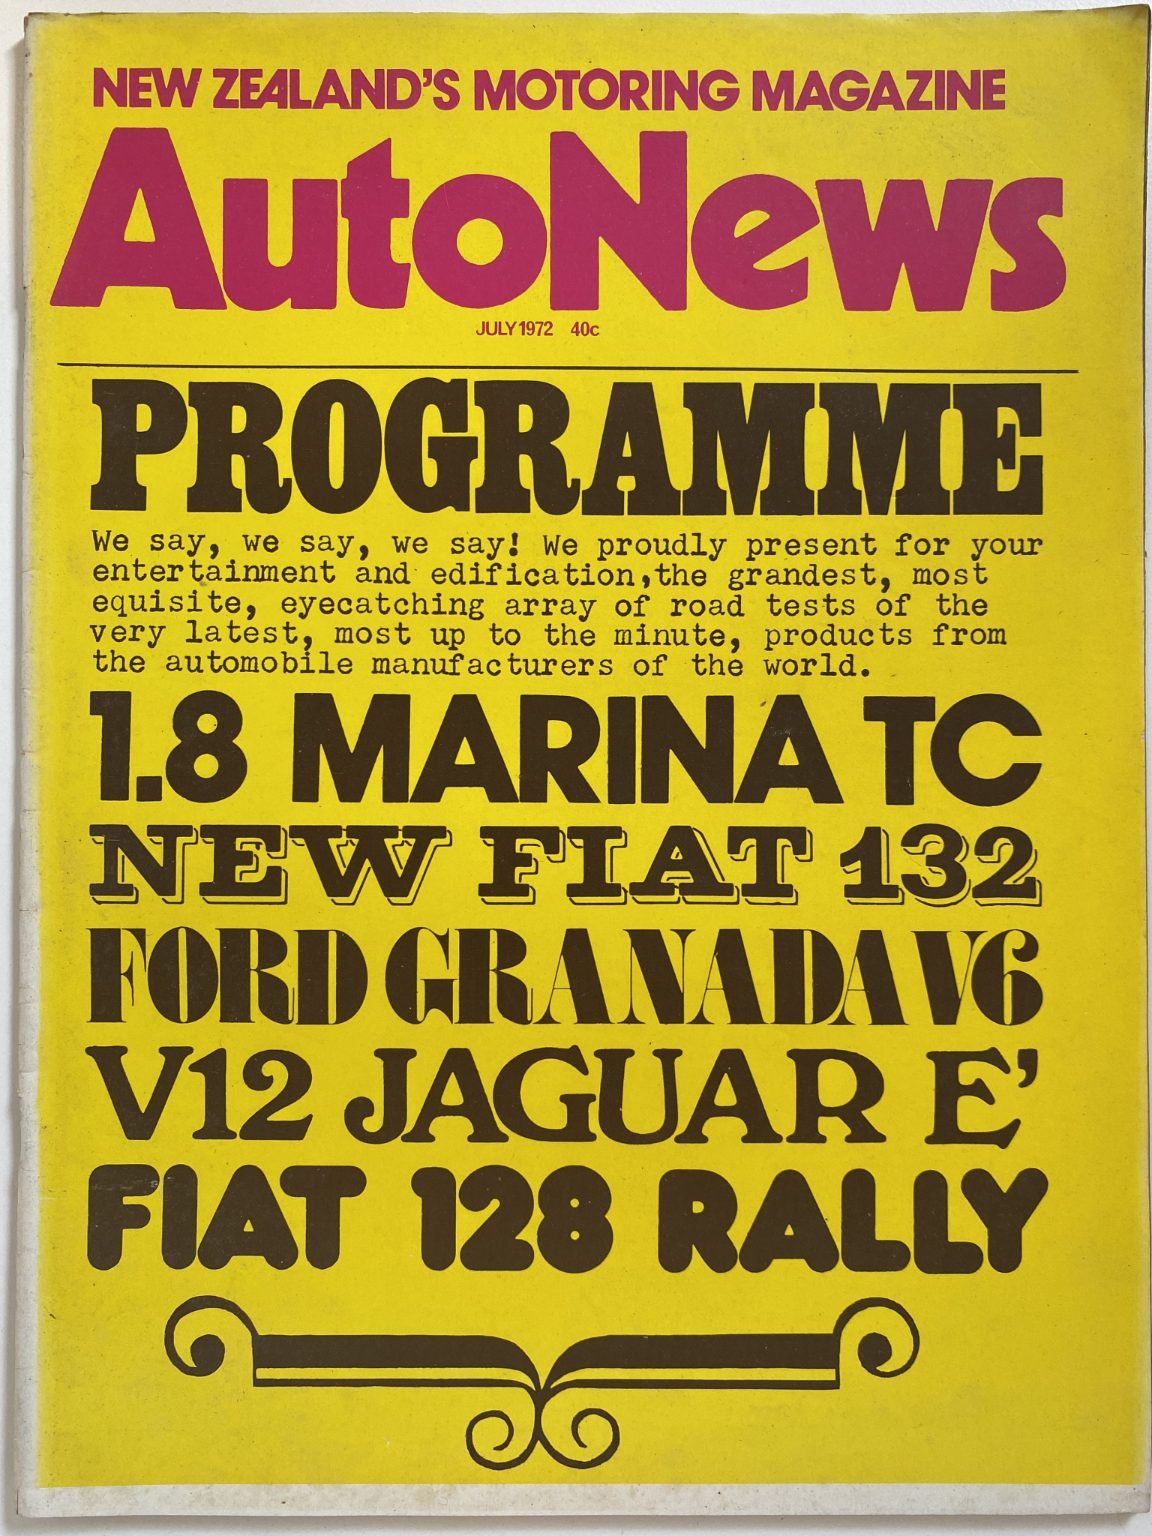 NEW ZEALAND'S MOTORING MAGAZINE
AutoNews
JULY 1972 40c
PROGRAMME
We say, we say, we say! We proudly present for your
entertainment and edification,the grandest, most
equisite, eyecatching array of road tests of the
very latest, most up to the minute, products from
the automobile manufacturers of the world.
1.8 MARINA TC
NEW FIAT 132
FORD GRANADA V6
V12 JAGUAR E'
FIAT 128 RALLY